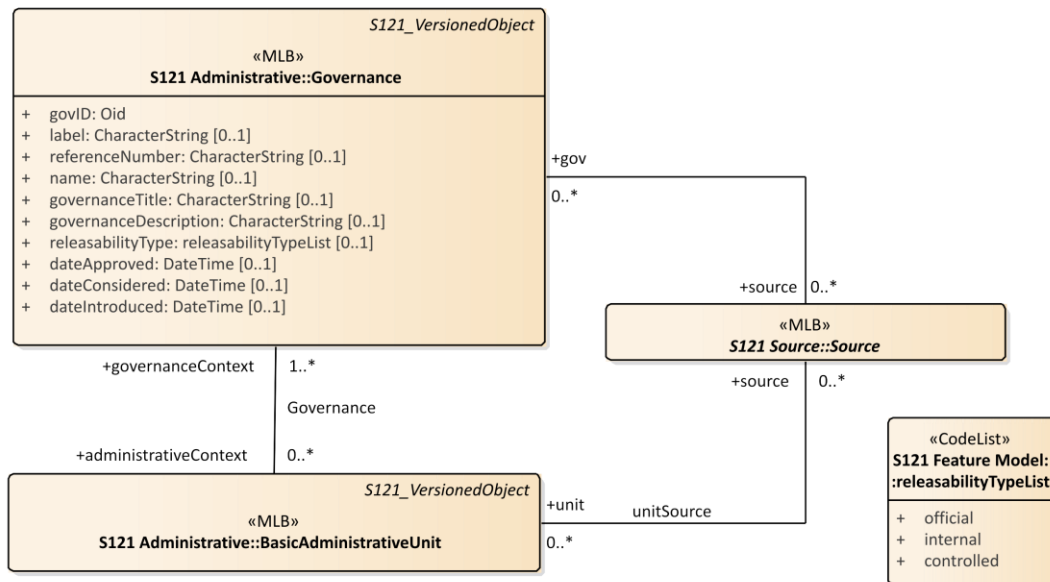 S121_VersionedObject
«MLB»
S121 Administrative::Governance
+ govID: Oid
+ label: CharacterString [0..1]
+ referenceNumber: CharacterString [0..1]
+ name: CharacterString [0..1]
+ governanceTitle: CharacterString [0..1]
+ governanceDescription: CharacterString [0..1]
+ releasabilityType: releasabilityTypeList [0..1]
+ dateApproved: DateTime [0..1]
+ dateConsidered: DateTime [0..1]
+ dateIntroduced: DateTime [0..1]
+gov
0..*
+source 0..*
«MLB»
S121 Source::Source
+source 0..*
+governanceContext 1..*
Governance
+administrativeContext 0..*
S121_VersionedObject
«MLB»
S121 Administrative::BasicAdministrativeUnit
+unit unitSource
0..*
«CodeList»
S121 Feature Model:
:releasabilityTypeList
+ official
+ internal
+ controlled